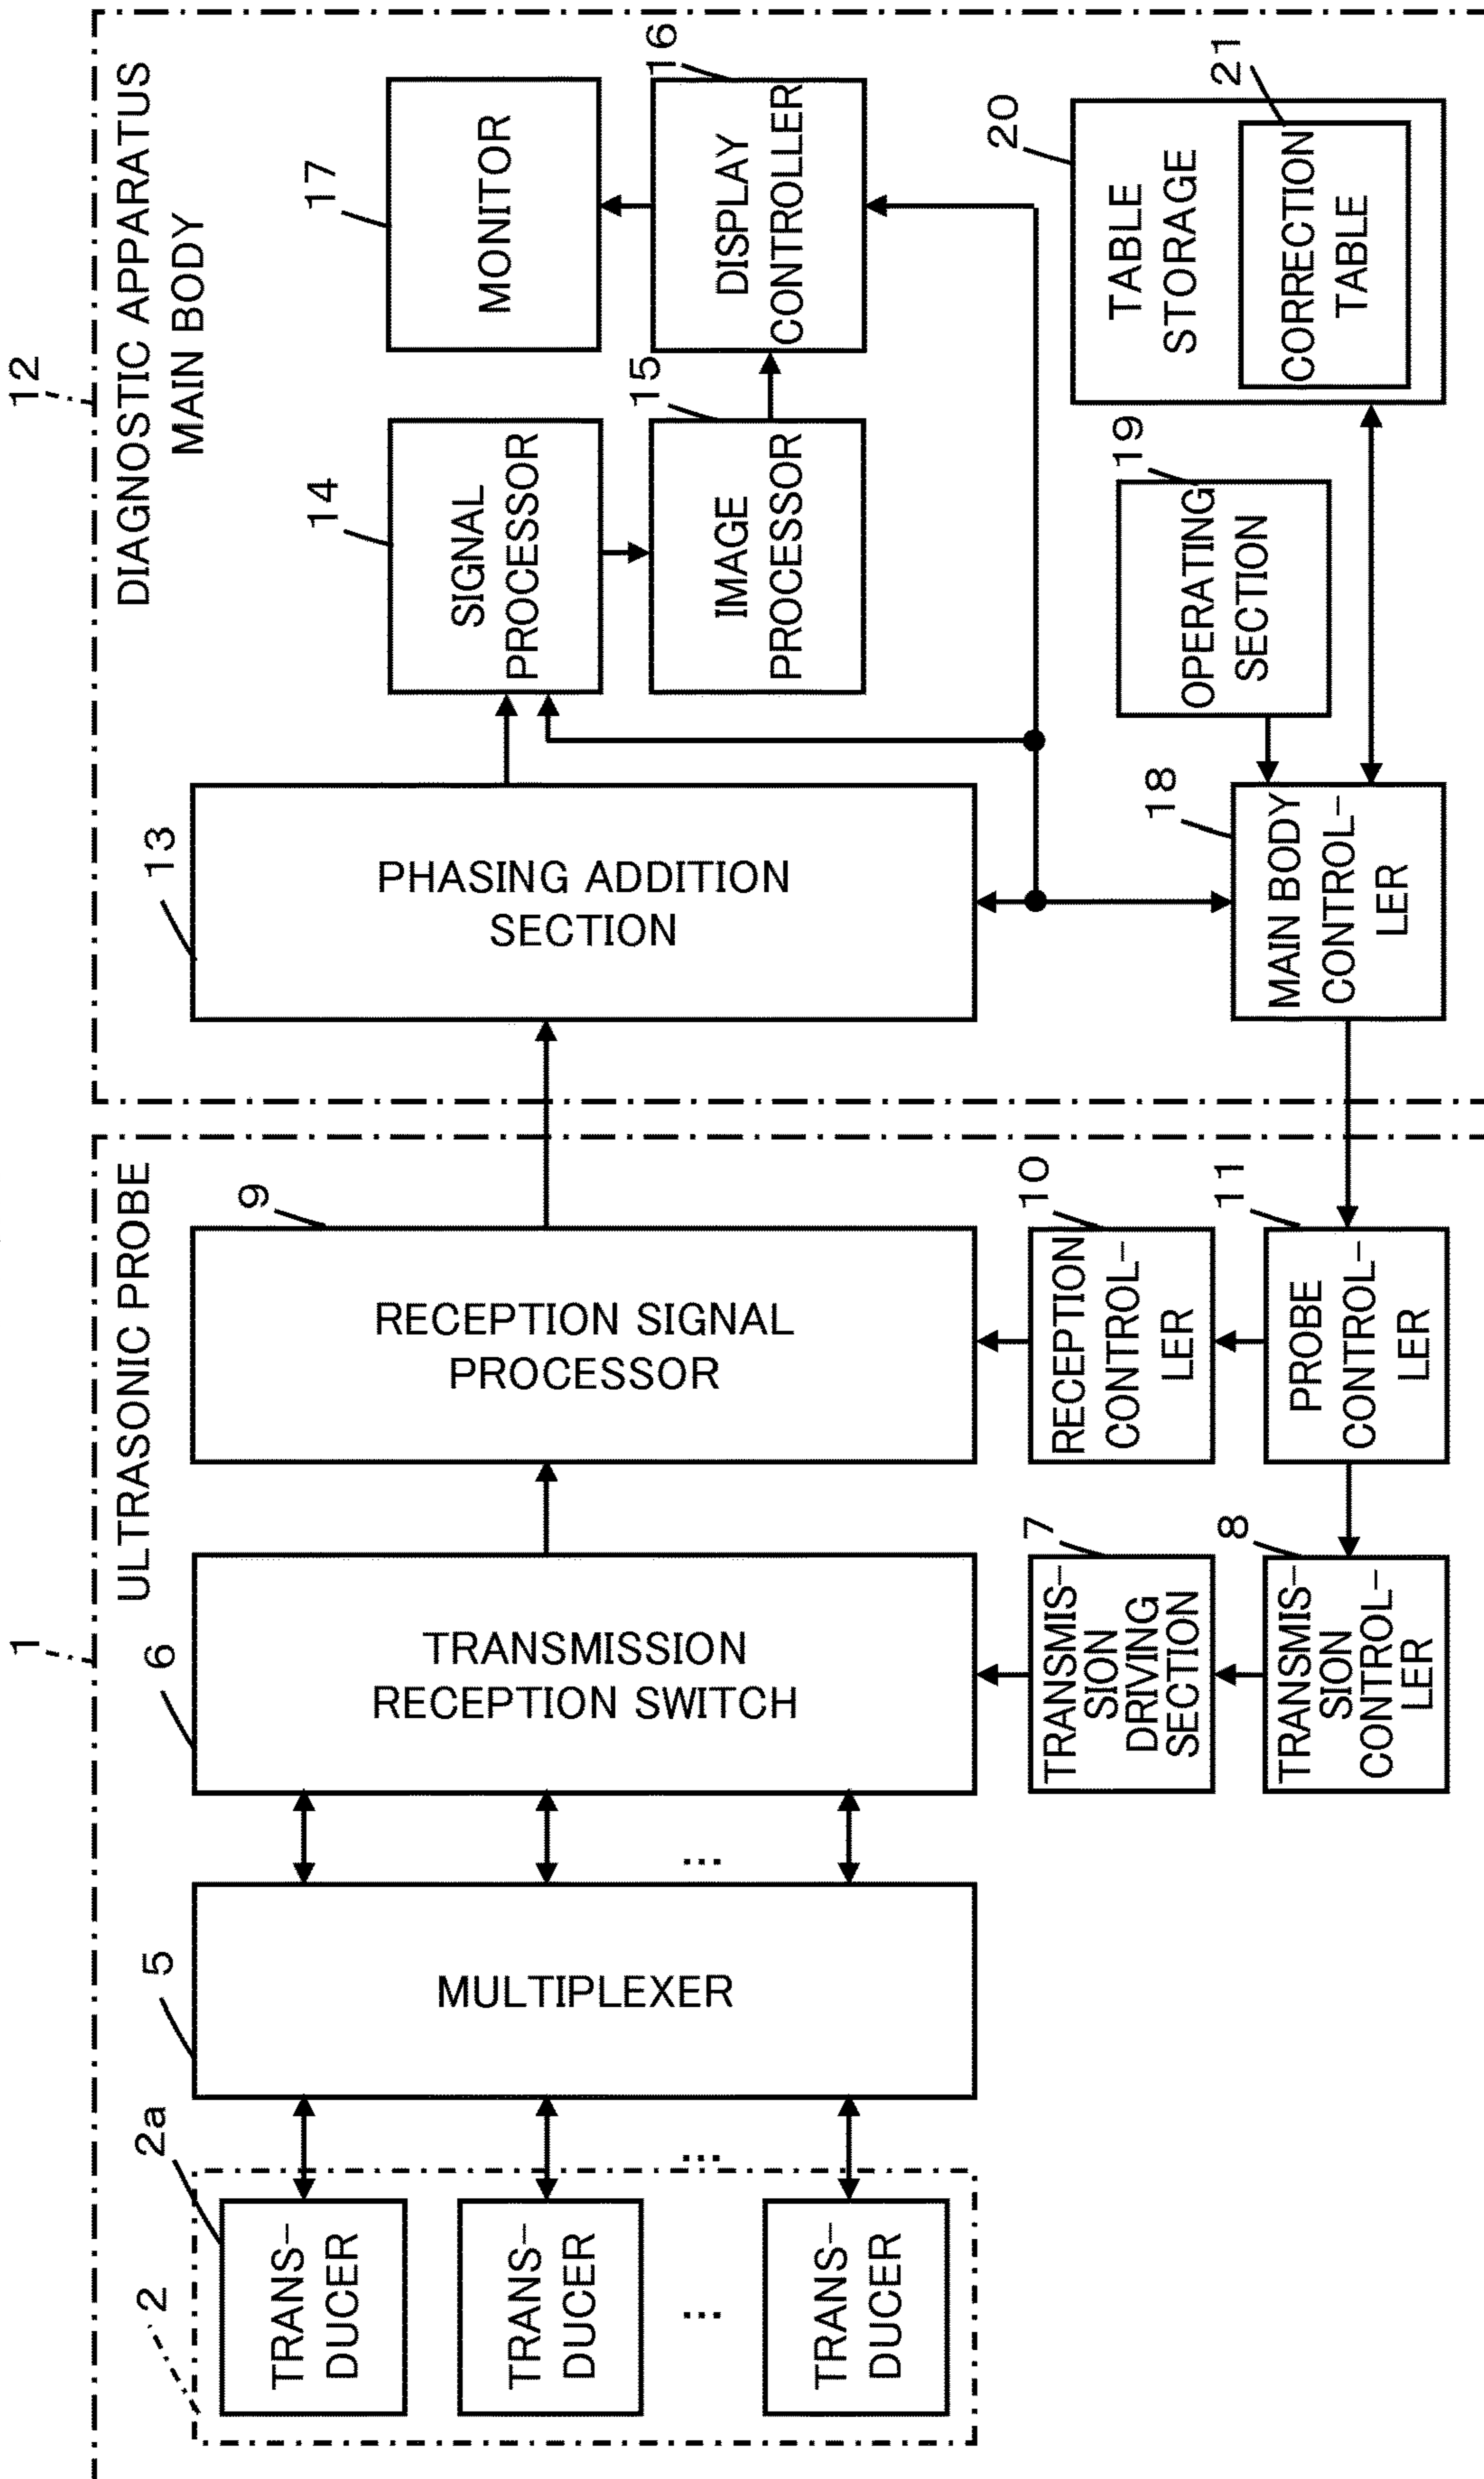 1
12
ULTRASONIC PROBE
DIAGNOSTIC APPARATUS
MAIN BODY
2
2a
TRANS-
DUCER
TRANS-
DUCER
...
TRANS-
DUCER
...
5
MULTIPLEXER
...
6
TRANSMISSION
RECEPTION SWITCH
7
TRANSMIS-
SION
DRIVING
SECTION
8
TRANSMIS-
SION
CONTROL-
LER
9
RECEPTION SIGNAL
PROCESSOR
10
RECEPTION
CONTROL-
LER
11
PROBE
CONTROL-
LER
13
PHASING ADDITION
SECTION
14
SIGNAL
PROCESSOR
15
IMAGE
PROCESSOR
16
DISPLAY
CONTROLLER
17
MONITOR
18
MAIN BODY
CONTROL-
LER
19
OPERATING
SECTION
20
TABLE
STORAGE
21
CORRECTION
TABLE